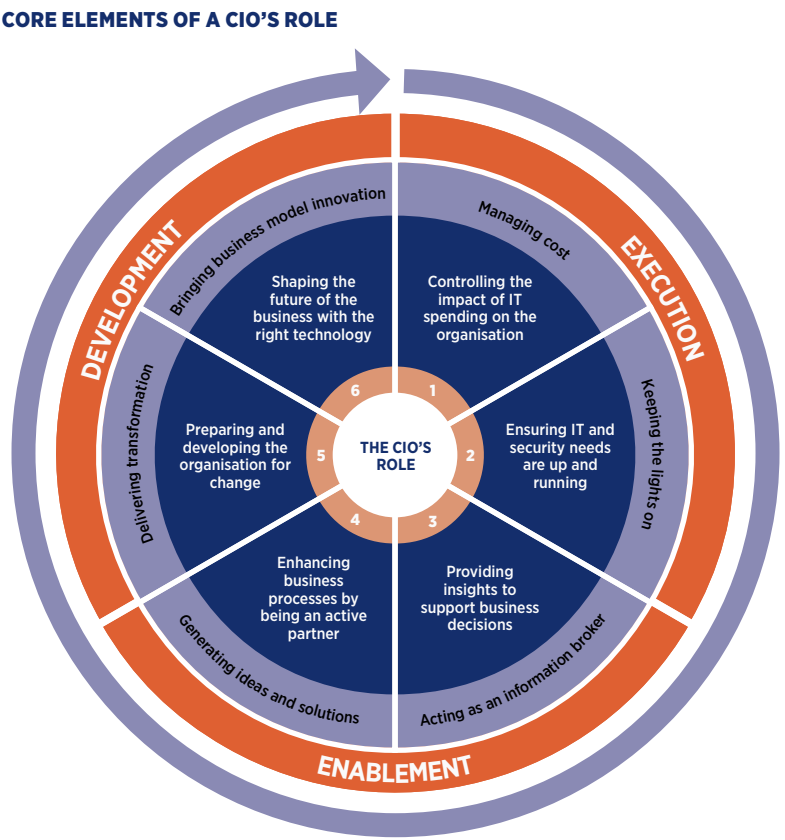 CORE ELEMENTS OF A CIO'S ROLE
EXECUTION
Managing cost
Controlling the
impact of IT
spending on the
organisation
1
Keeping the lights on
Ensuring IT and
security needs
are up and
running
2
ENABLEMENT
Acting as an information broker
Providing
insights to
support business
decisions
3
Generating ideas and solutions
Enhancing
business
processes by
being an active
partner
4
DEVELOPMENT
Delivering transformation
Preparing and
developing the
organisation for
change
5
Bringing business model innovation
Shaping the
future of the
business with the
right technology
6
THE CIO'S
ROLE